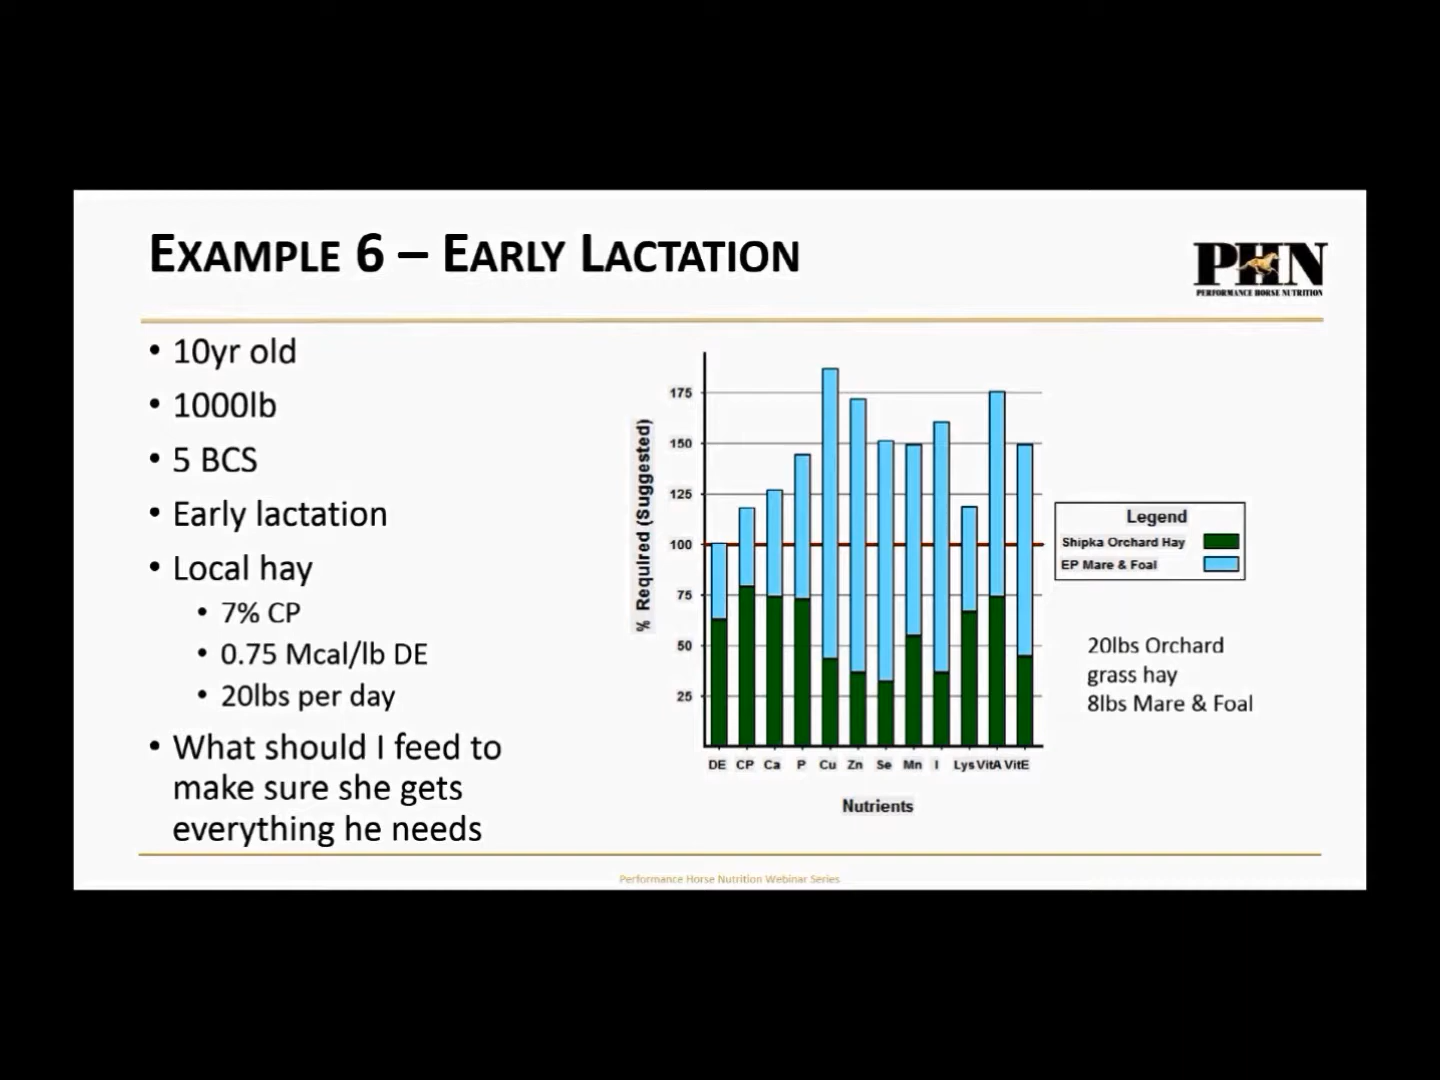 EXAMPLE 6 – EARLY LACTATION
PHN
PERFORMANCE HORSE NUTRITION
• 10yr old
• 1000lb
• 5 BCS
• Early lactation
• Local hay
• 7% CP
• 0.75 Mcal/lb DE
• 20lbs per day
• What should I feed to
make sure she gets
everything he needs
% Required (Suggested)
175
150
125
100
75
50
25
DE CP Ca P Cu Zn Se Mn I Lys VitA VitE
Nutrients
Legend
Shipka Orchard Hay
EP Mare & Foal
20lbs Orchard
grass hay
8lbs Mare & Foal
Performance Horse Nutrition Webinar Series